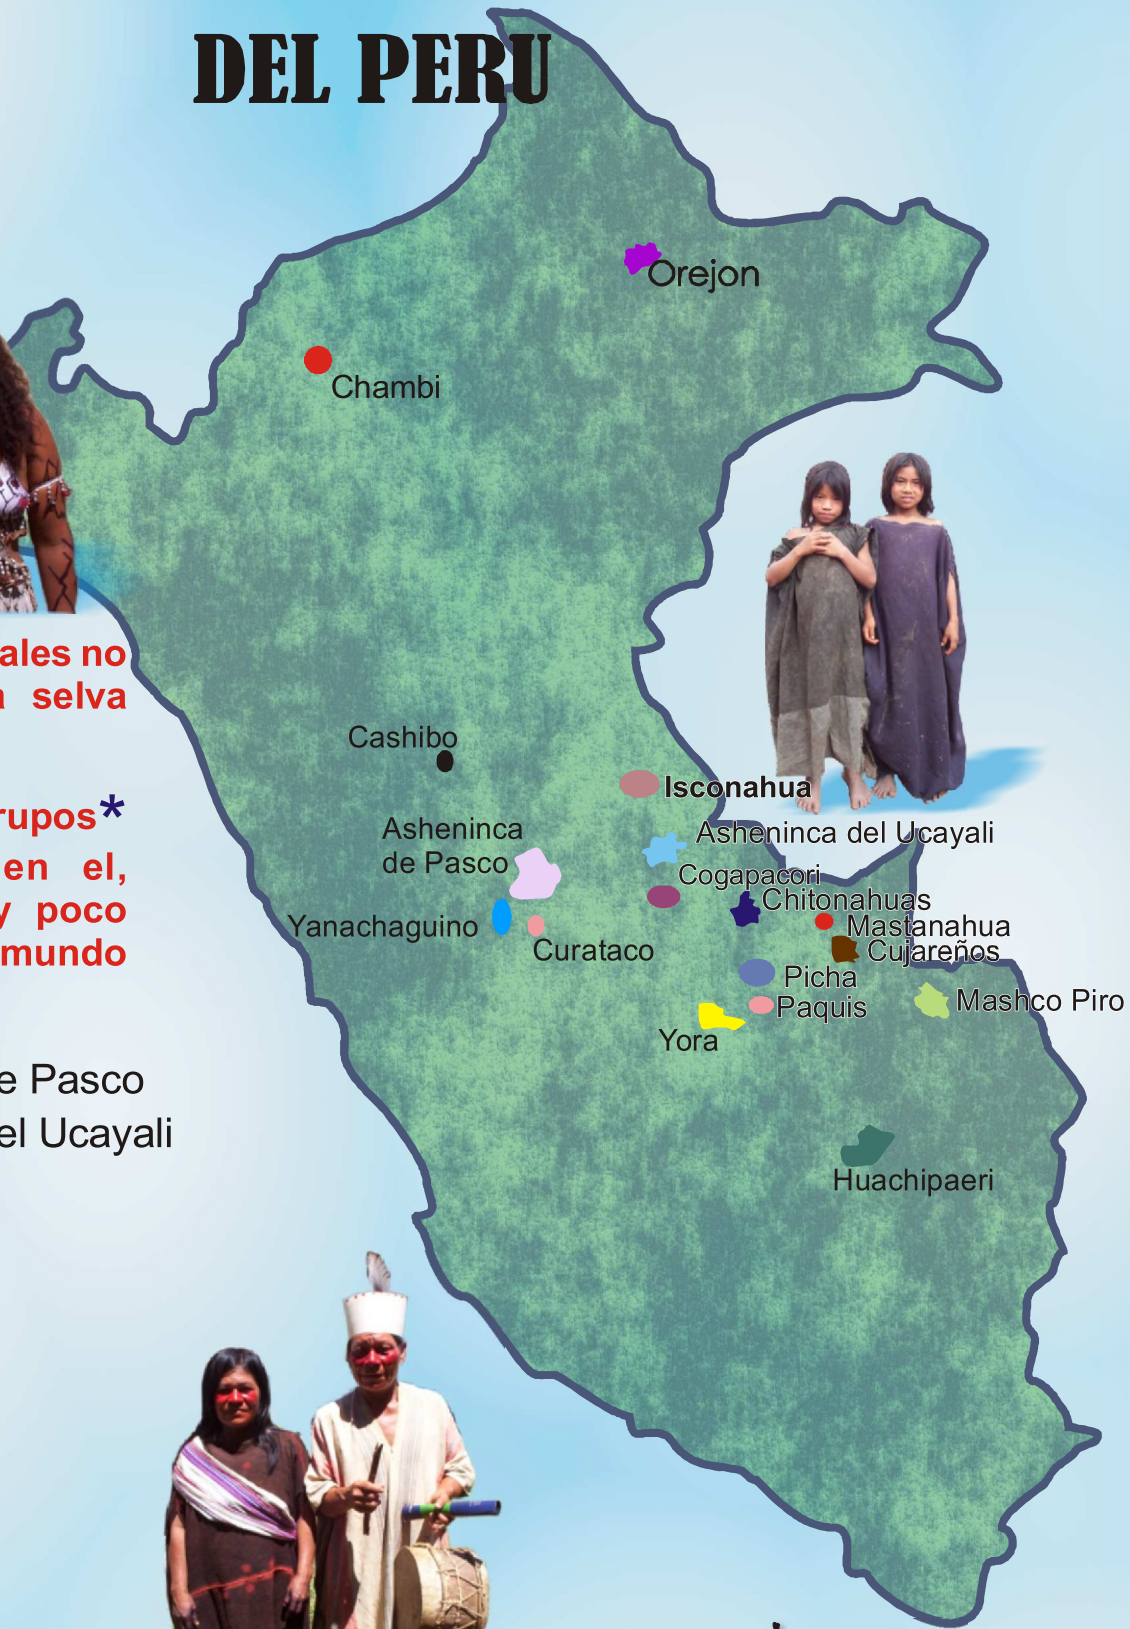 DEL PERU
Orejon
Chambi
ales no
a selva
Cashibo
Isconahua
rupos*
Asheninca
de Pasco
Asheninca del Ucayali
en el,
Cogapacori
Chitonahuas
y poco
Yanachaguino
Mastanahua
Curataco
Cujareños
mundo
Picha
Mashco Piro
Paquis
Yora
e Pasco
el Ucayali
Huachipaeri